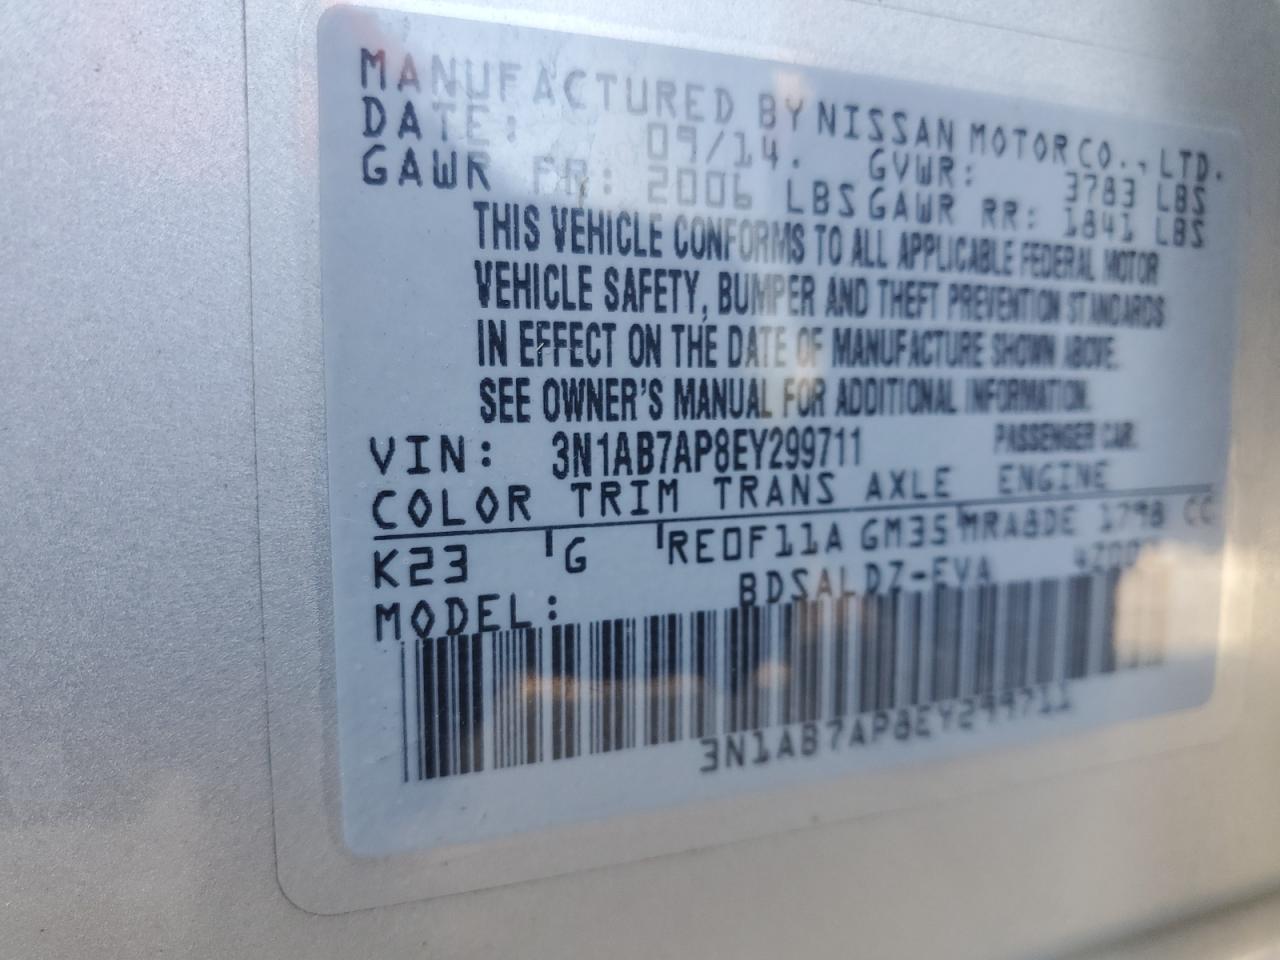 MANUFACTURED BY NISSAN MOTOR CO., LTD.
DATE: 09/14. GVWR: 3783 LBS
GAWR FR: 2006 LBS GAWR RR: 1841 LBS
THIS VEHICLE CONFORMS TO ALL APPLICABLE FEDERAL MOTOR
VEHICLE SAFETY, BUMPER AND THEFT PREVENTION STANDARDS
IN EFFECT ON THE DATE OF MANUFACTURE SHOWN ABOVE.
SEE OWNER'S MANUAL FOR ADDITIONAL INFORMATION.
VIN: 3N1AB7AP8EY299711 PASSENGER CAR.
COLOR TRIM TRANS AXLE ENGINE
K23 G RE0F11A GM35 MRA8DE 1798 CC
MODEL: BDSALDZ-EVA
3N1AB7AP8EY299711